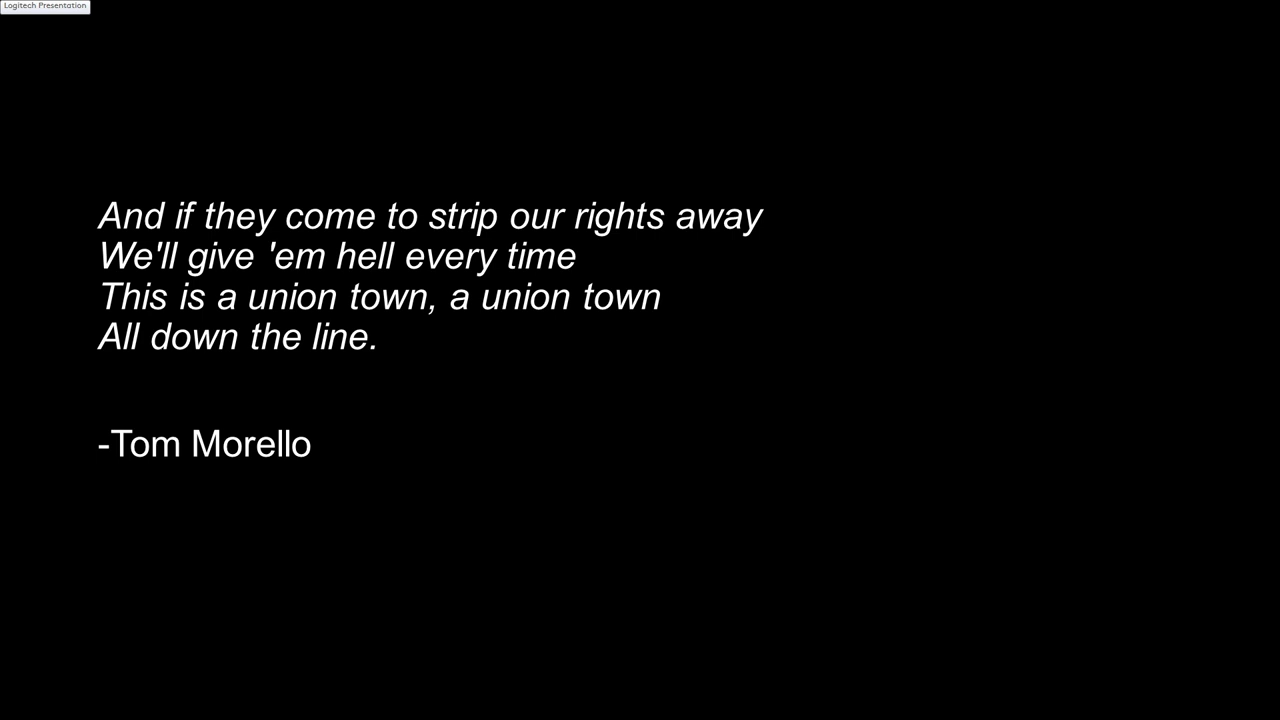 Logitech Presentation
And if they come to strip our rights away
We'll give 'em hell every time
This is a union town, a union town
All down the line.
-Tom Morello